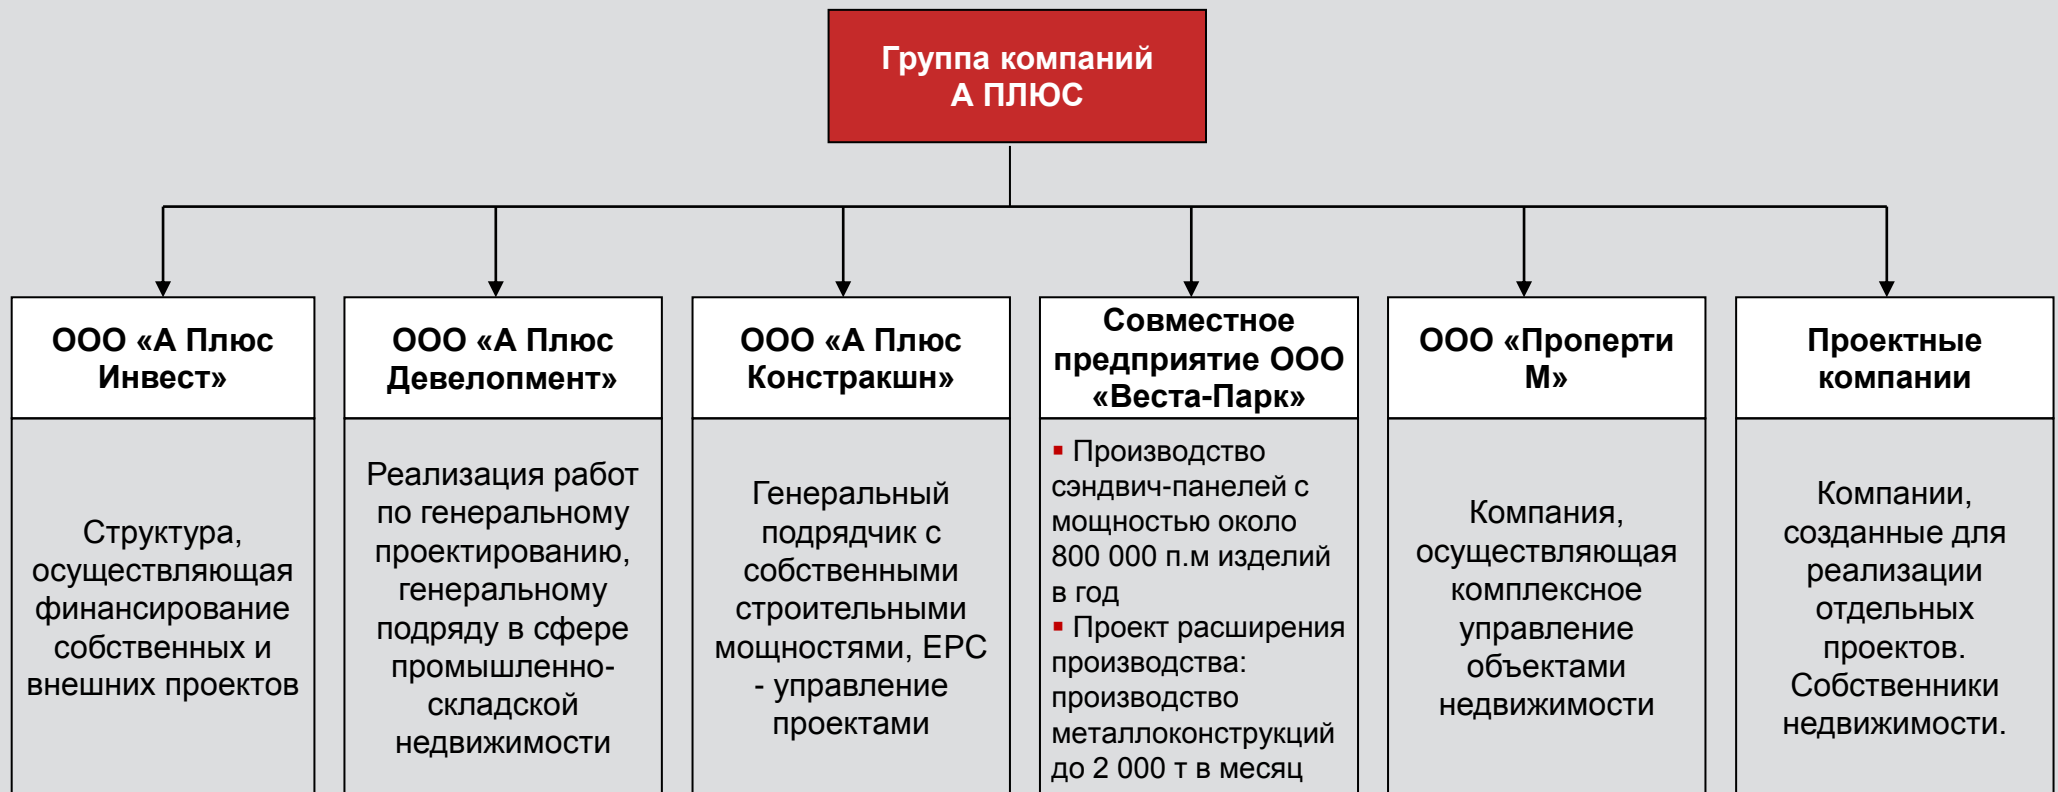 Группа компаний
А ПЛЮС
ООО «А Плюс
Инвест»
Структура,
осуществляющая
финансирование
собственных и
внешних проектов
ООО «А Плюс
Девелопмент»
Реализация работ
по генеральному
проектированию,
генеральному
подряду в сфере
промышленно-
складской
недвижимости
ООО «А Плюс
Констракшн»
Генеральный
подрядчик с
собственными
строительными
мощностями, EPC
- управление
проектами
Совместное
предприятие ООО
«Веста-Парк»
▪ Производство
сэндвич-панелей с
мощностью около
800 000 п.м изделий
в год
▪ Проект расширения
производства:
производство
металлоконструкций
до 2 000 т в месяц
ООО «Проперти
М»
Компания,
осуществляющая
комплексное
управление
объектами
недвижимости
Проектные
компании
Компании,
созданные для
реализации
отдельных
проектов.
Собственники
недвижимости.